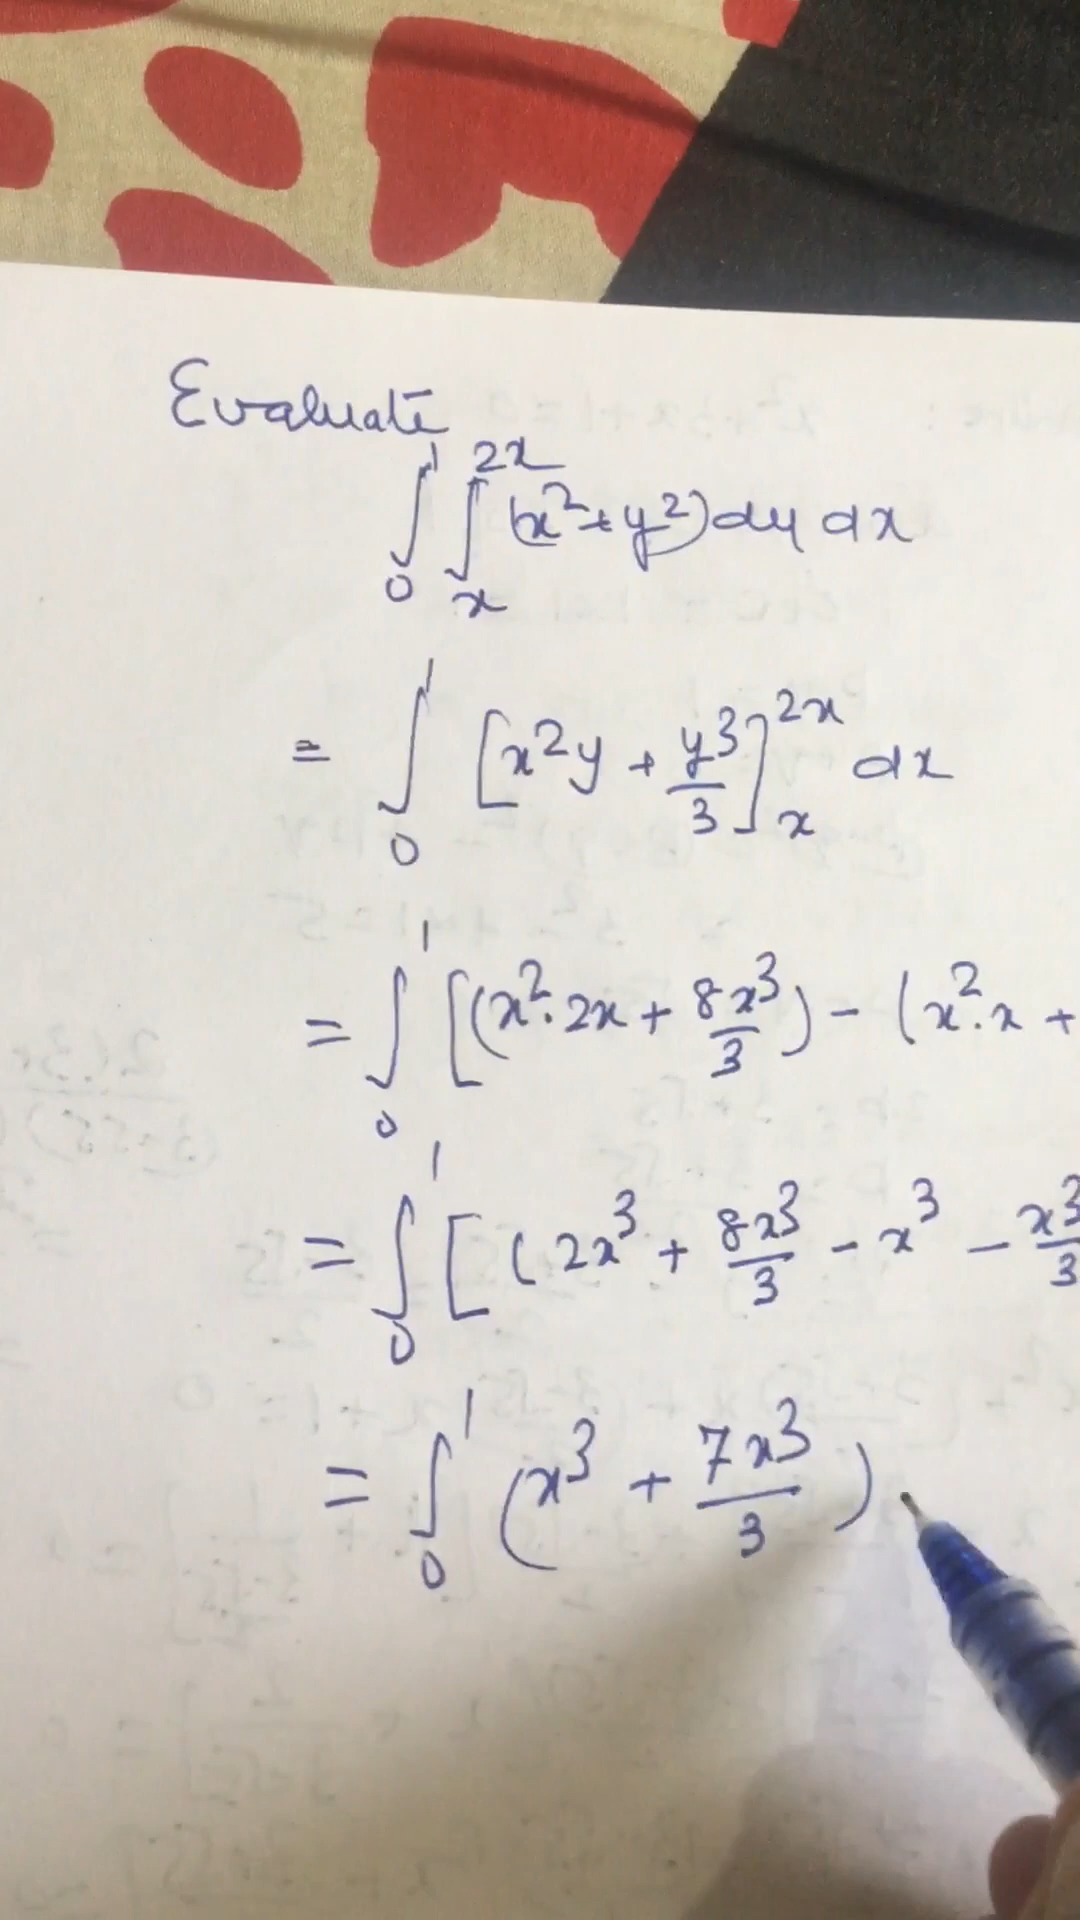 Evaluate
∫₀¹ ∫ₓ²ˣ (x²+y²) dy dx
= ∫₀¹ [x²y + y³/3]ₓ²ˣ dx
= ∫₀¹ [(x²·2x + 8x³/3) - (x²·x +
= ∫₀¹ [(2x³ + 8x³/3 - x³ - x³/3
= ∫₀¹ (x³ + 7x³/3)